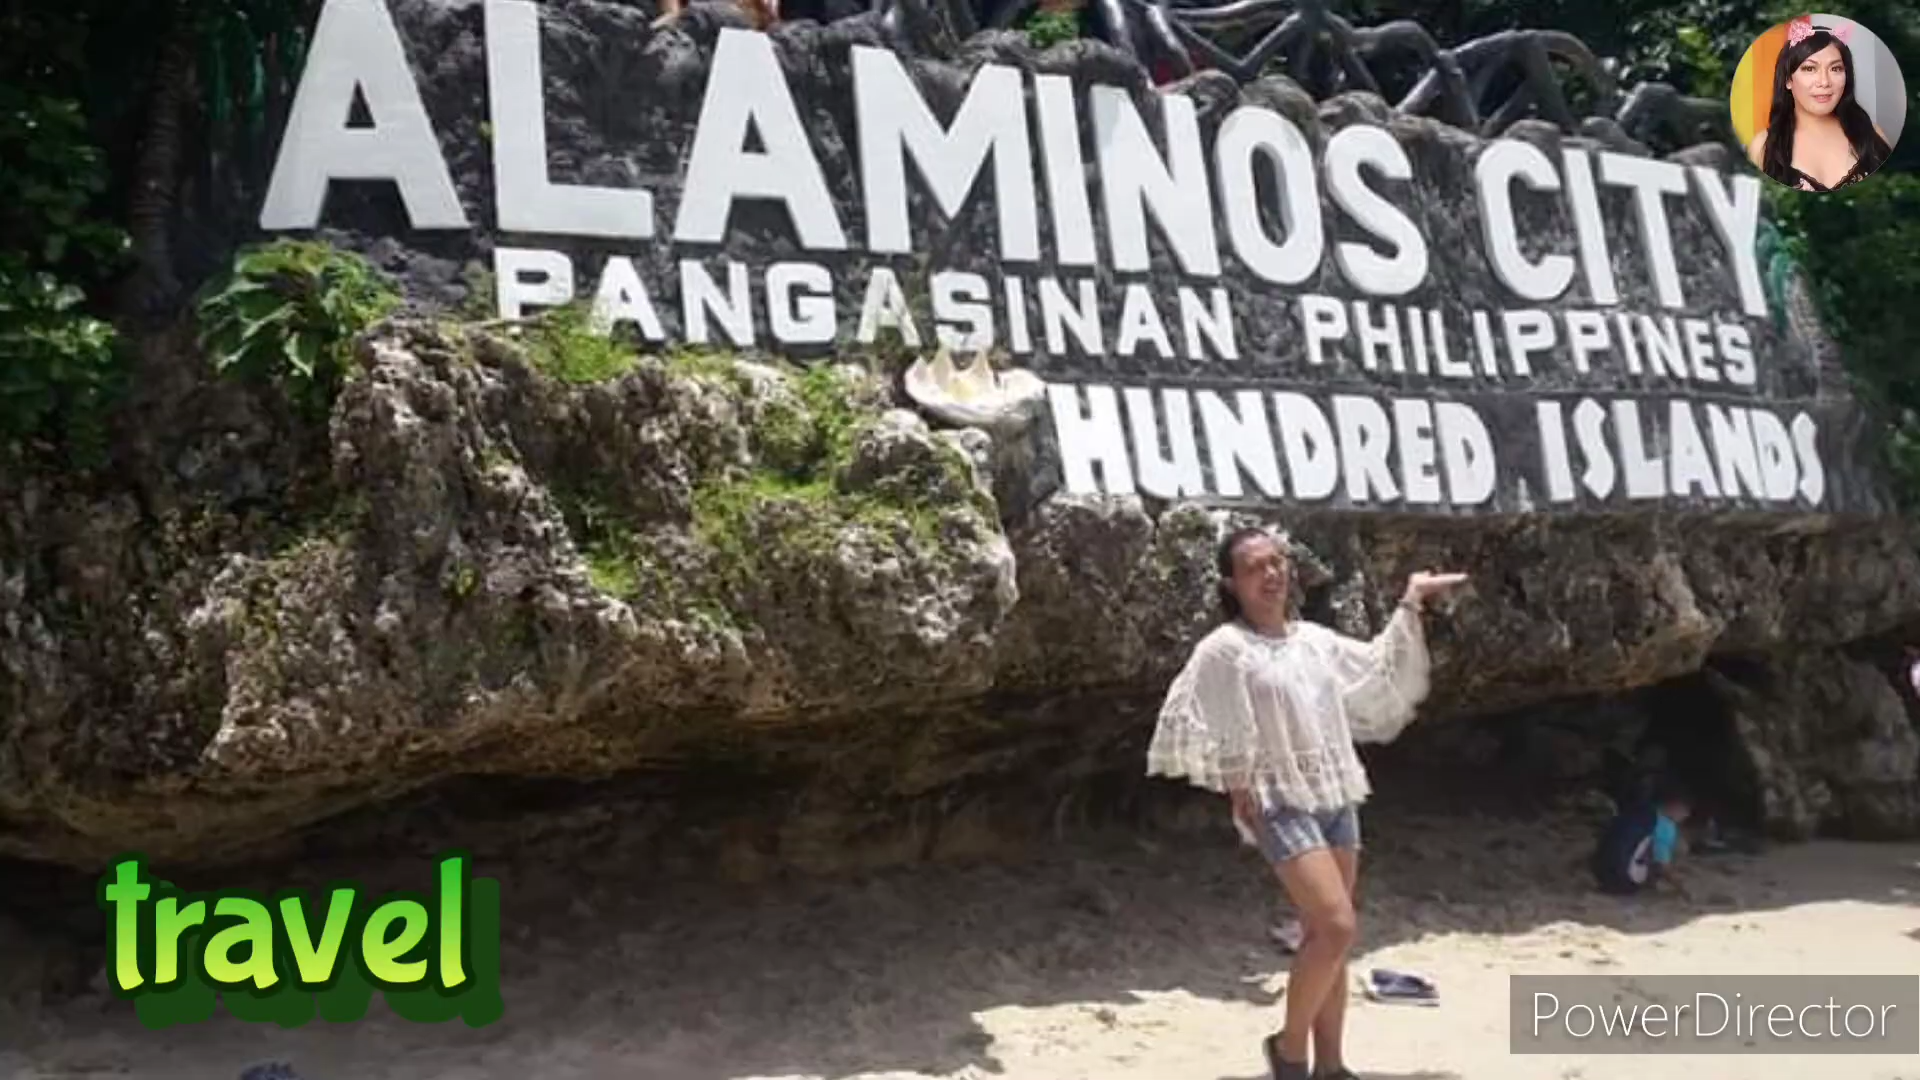 ALAMINOS CITY
PANGASINAN PHILIPPINES
HUNDRED ISLANDS
travel
PowerDirector